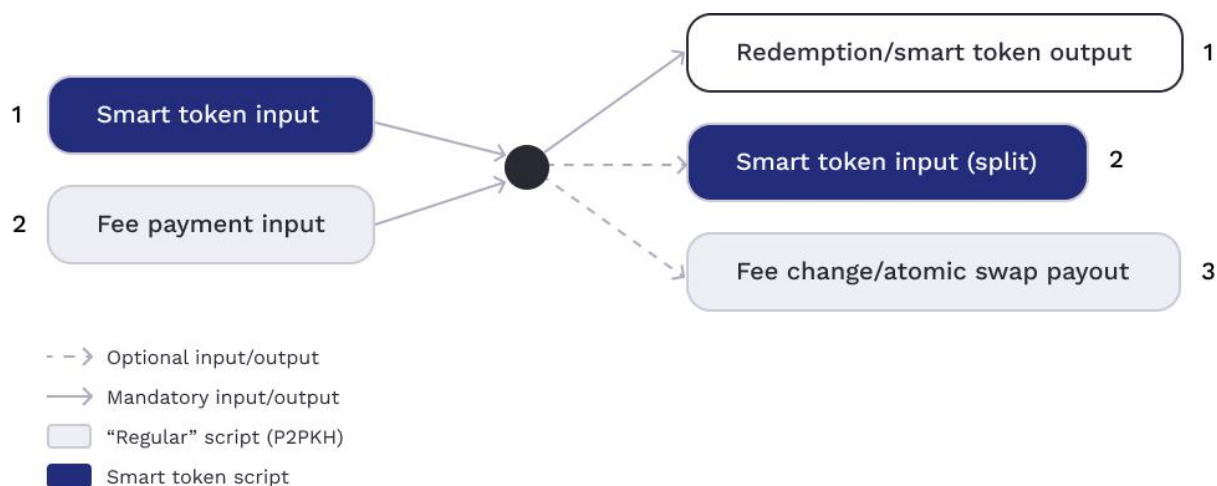 1 Smart token input
2 Fee payment input
Redemption/smart token output 1
Smart token input (split) 2
Fee change/atomic swap payout 3
Optional input/output
Mandatory input/output
“Regular” script (P2PKH)
Smart token script